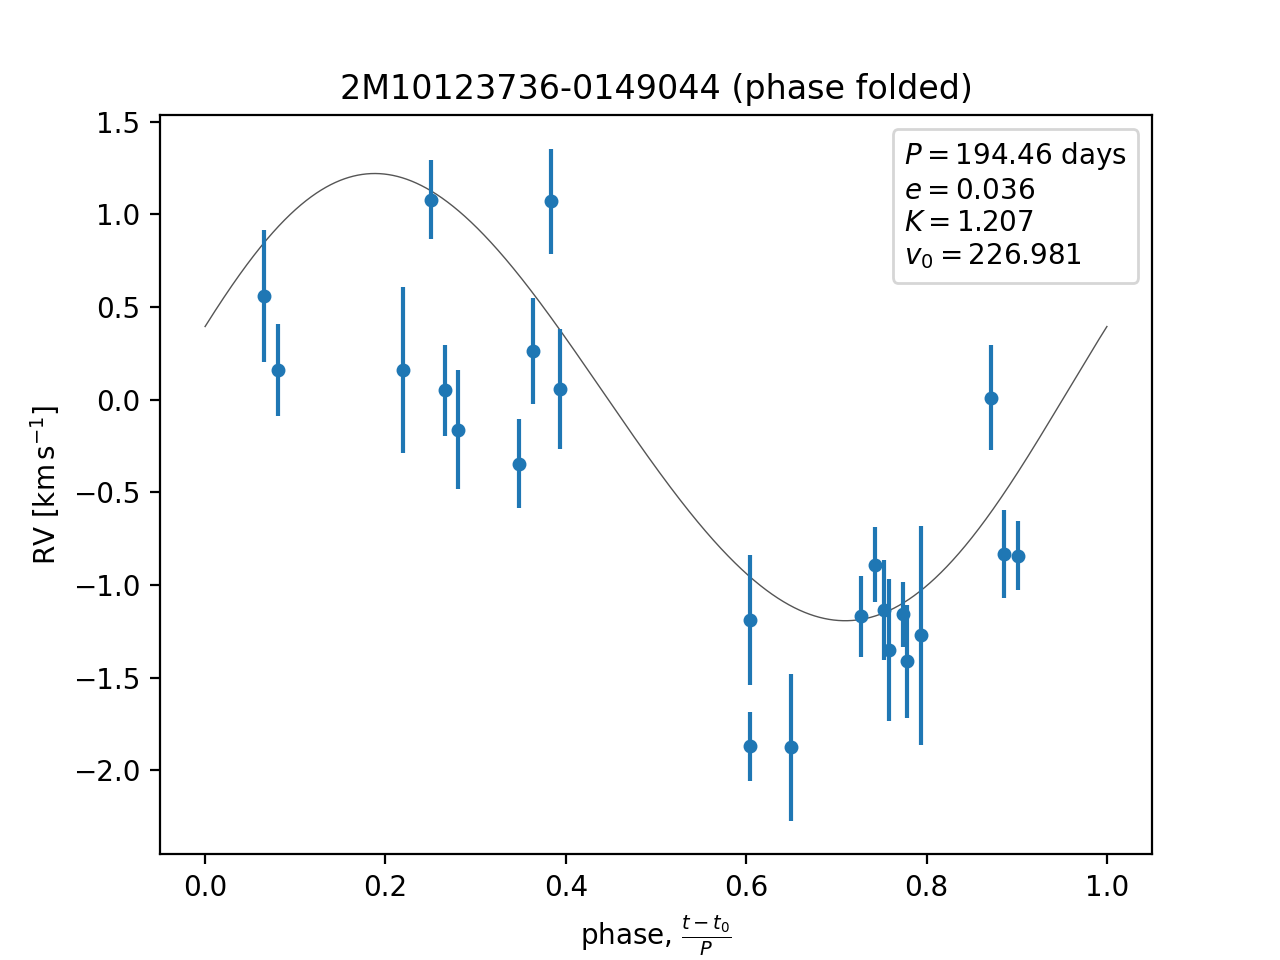 2M10123736-0149044 (phase folded)
P = 194.46 days
e = 0.036
K = 1.207
v₀ = 226.981
RV [km s⁻¹]
1.5
1.0
0.5
0.0
−0.5
−1.0
−1.5
−2.0
0.0 0.2 0.4 0.6 0.8 1.0
phase, (t − t₀)/P